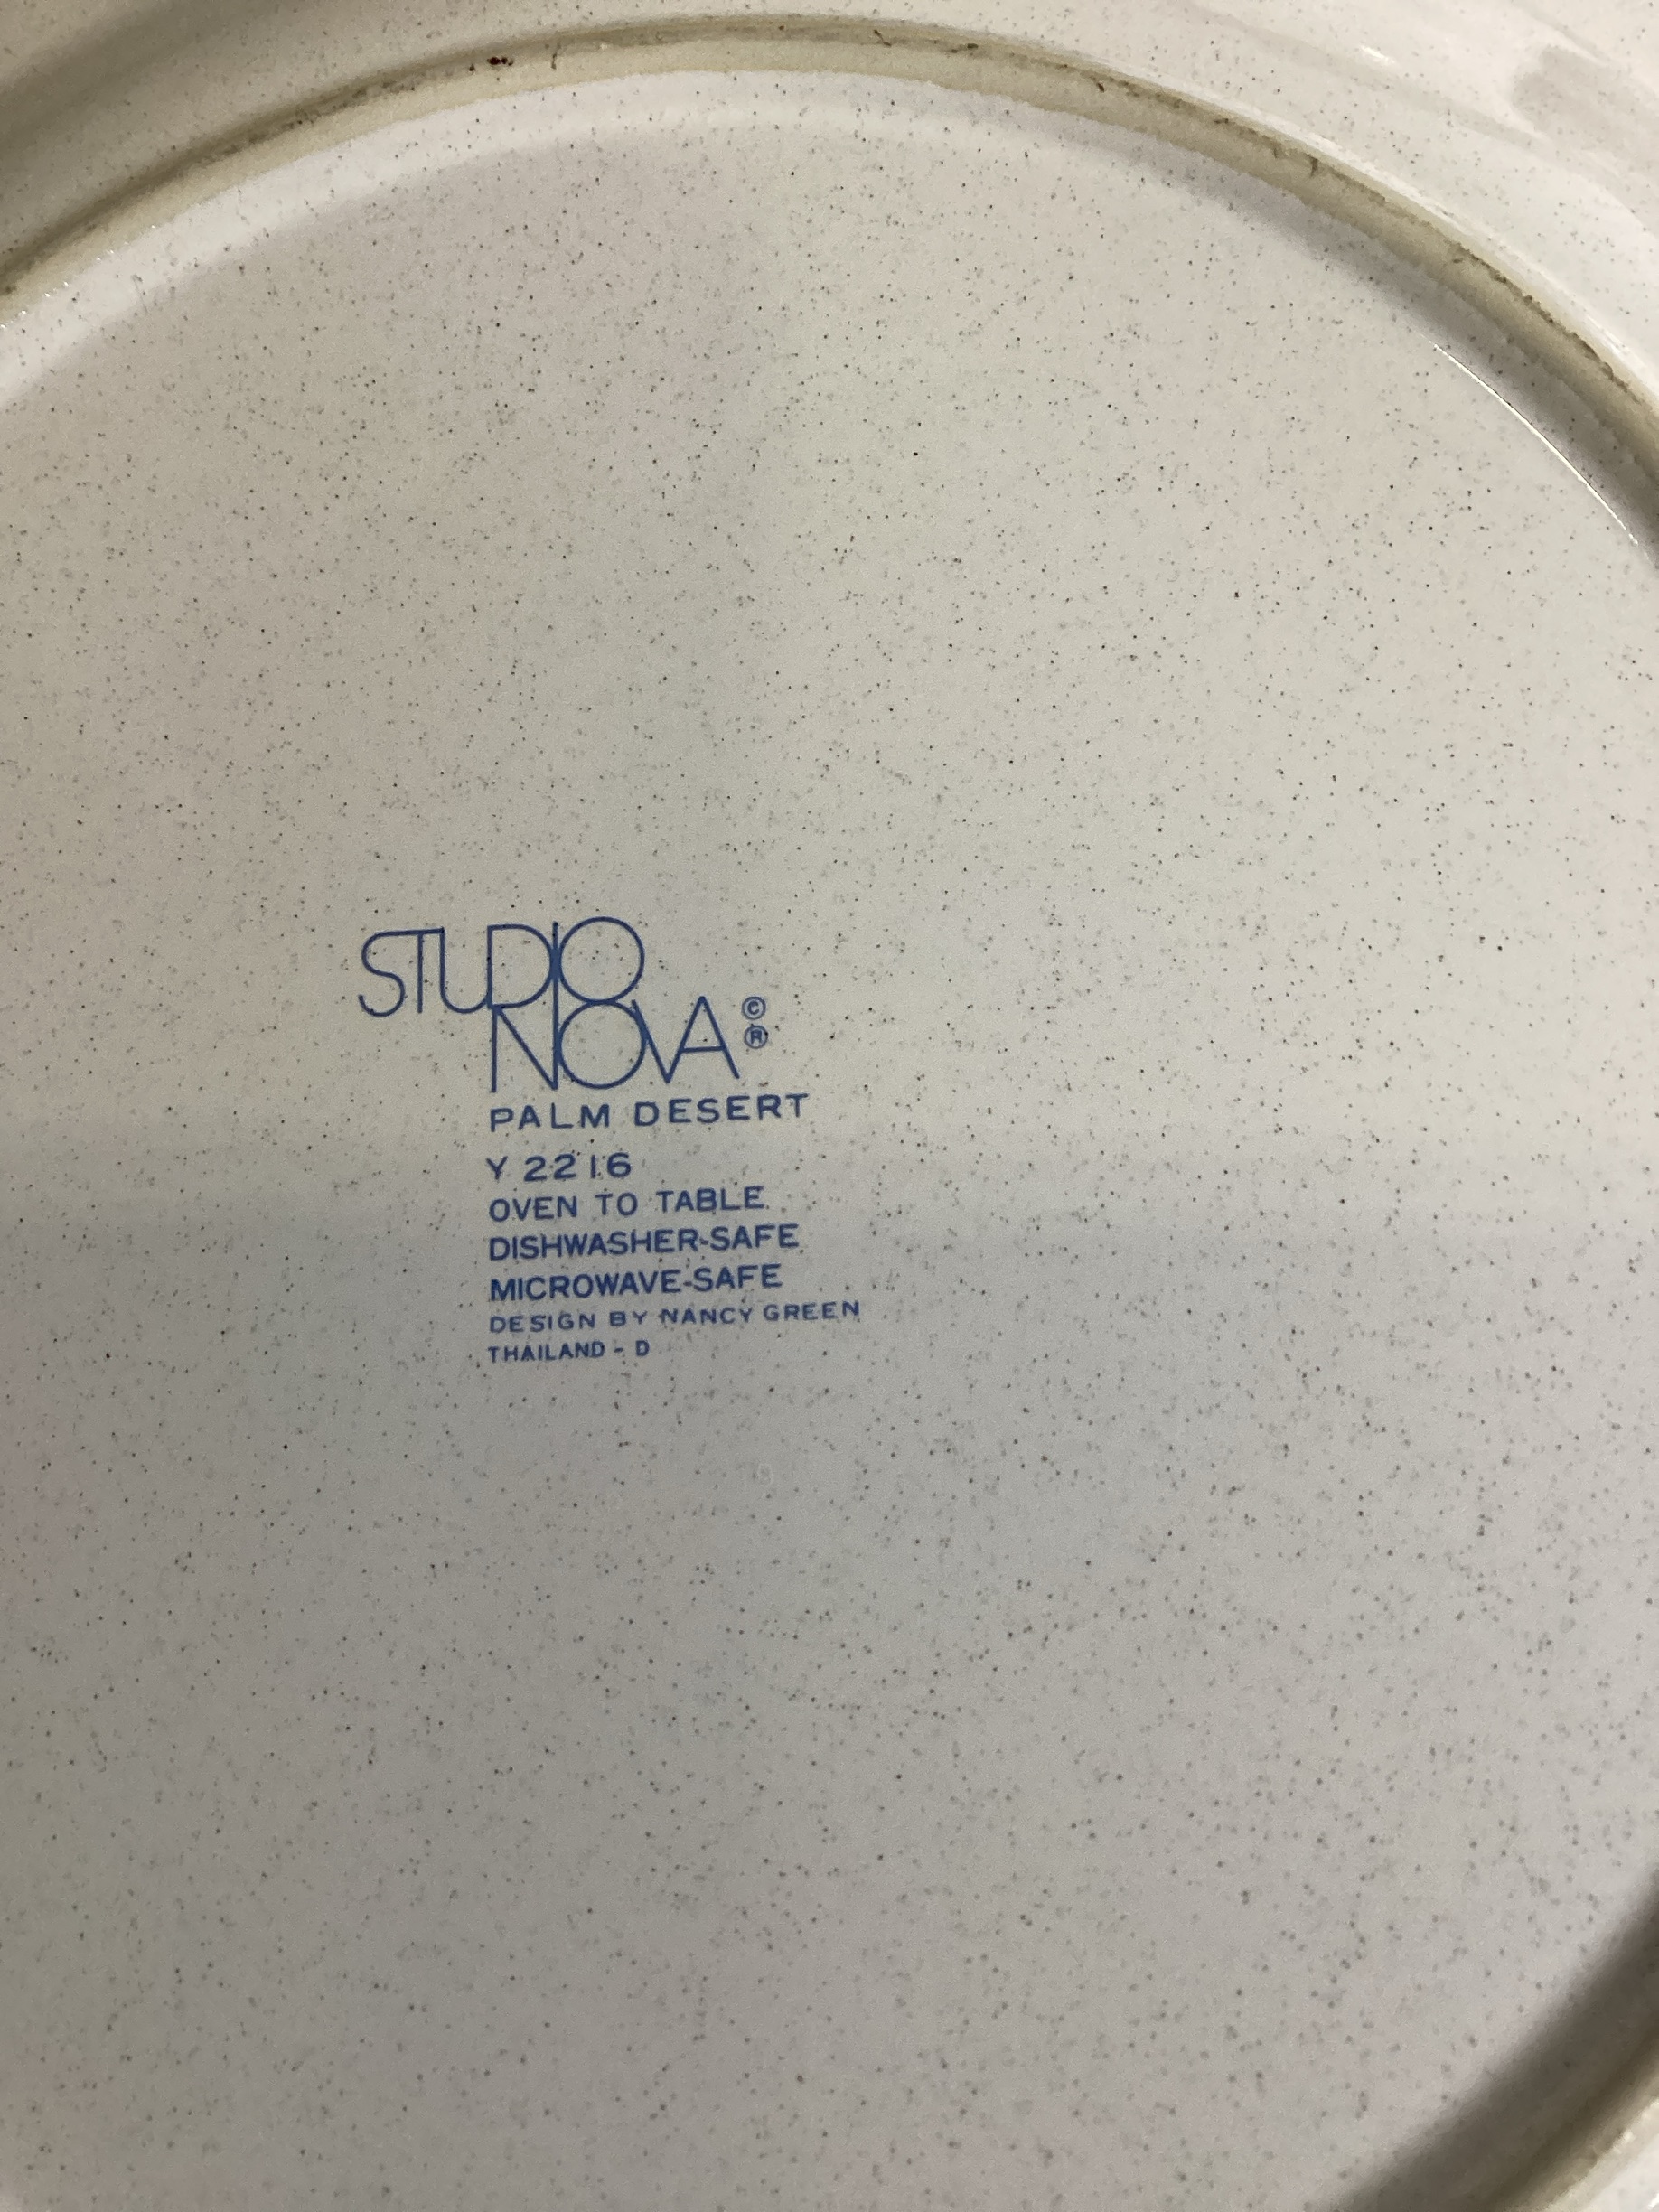 STUDIO
NOVA © ®
PALM DESERT
Y 2216
OVEN TO TABLE
DISHWASHER-SAFE
MICROWAVE-SAFE
DESIGN BY NANCY GREEN
THAILAND - D